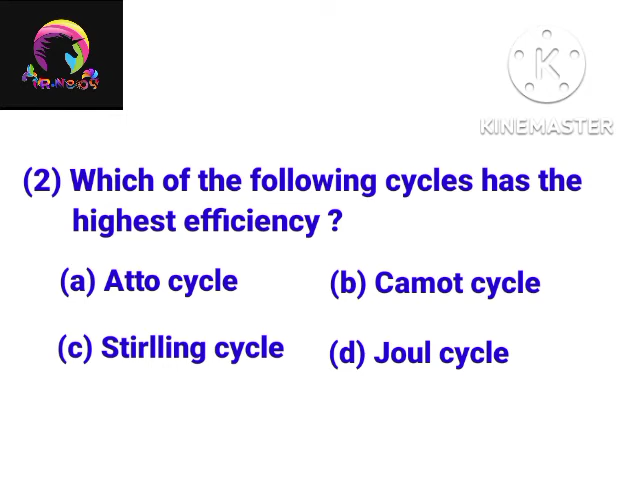 KINEMASTER
(2) Which of the following cycles has the
highest efficiency ?
(a) Atto cycle
(b) Camot cycle
(c) Stirlling cycle
(d) Joul cycle